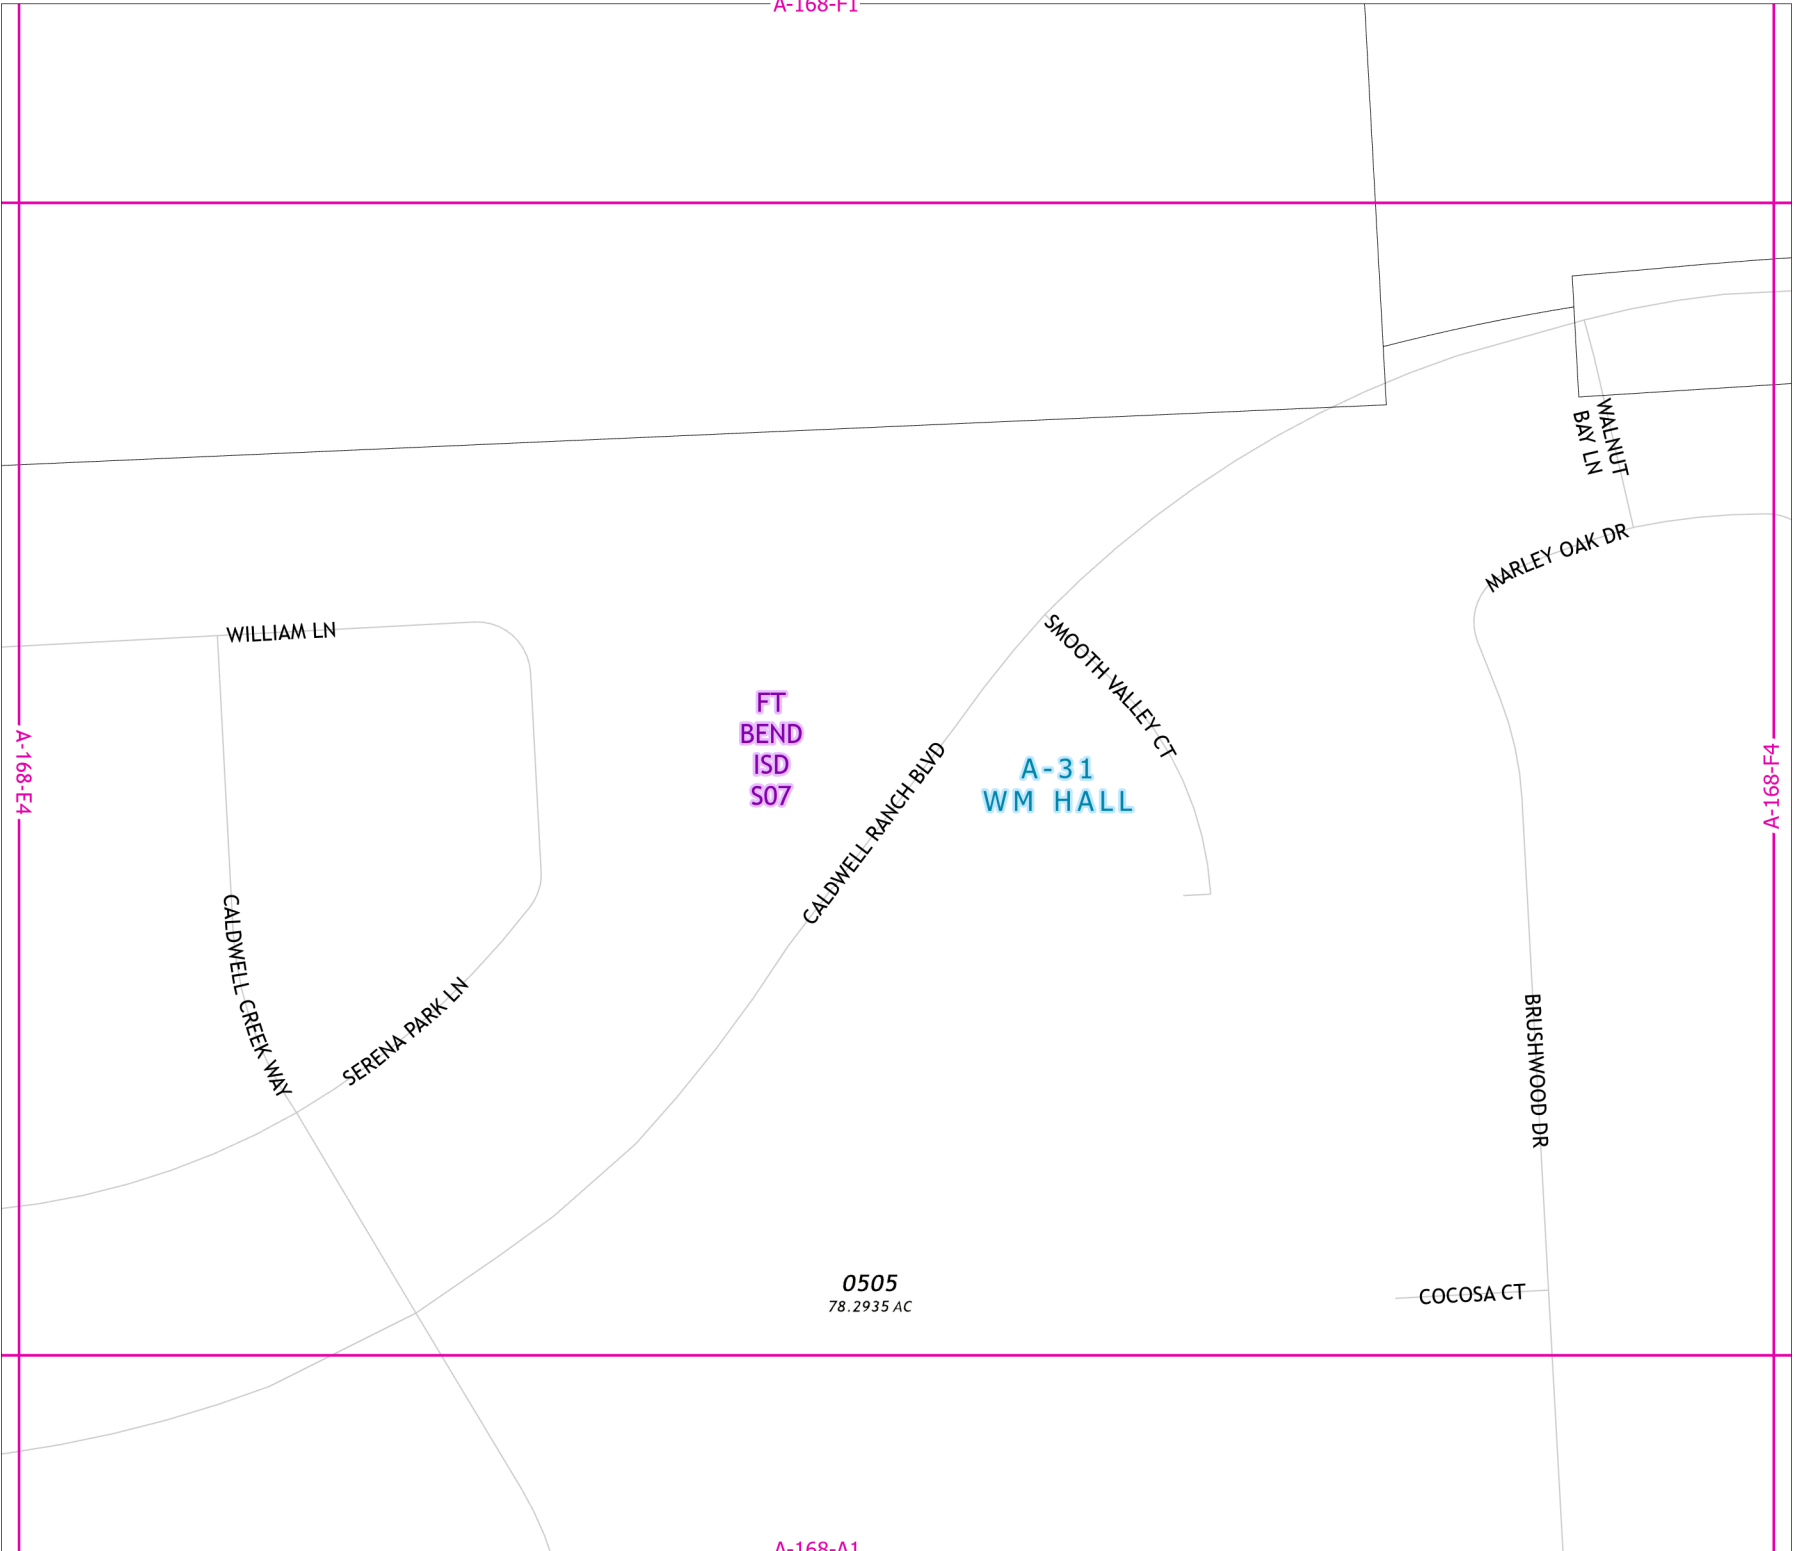 A-168-F1
WALNUT
BAY LN
MARLEY OAK DR
WILLIAM LN
SMOOTH VALLEY CT
FT
BEND
ISD
S07
A-168-E4
CALDWELL RANCH BLVD
A-31
WM HALL
A-168-F4
CALDWELL CREEK WAY
SERENA PARK LN
BRUSHWOOD DR
0505
78.2935 AC
COCOSA CT
A-168-A1